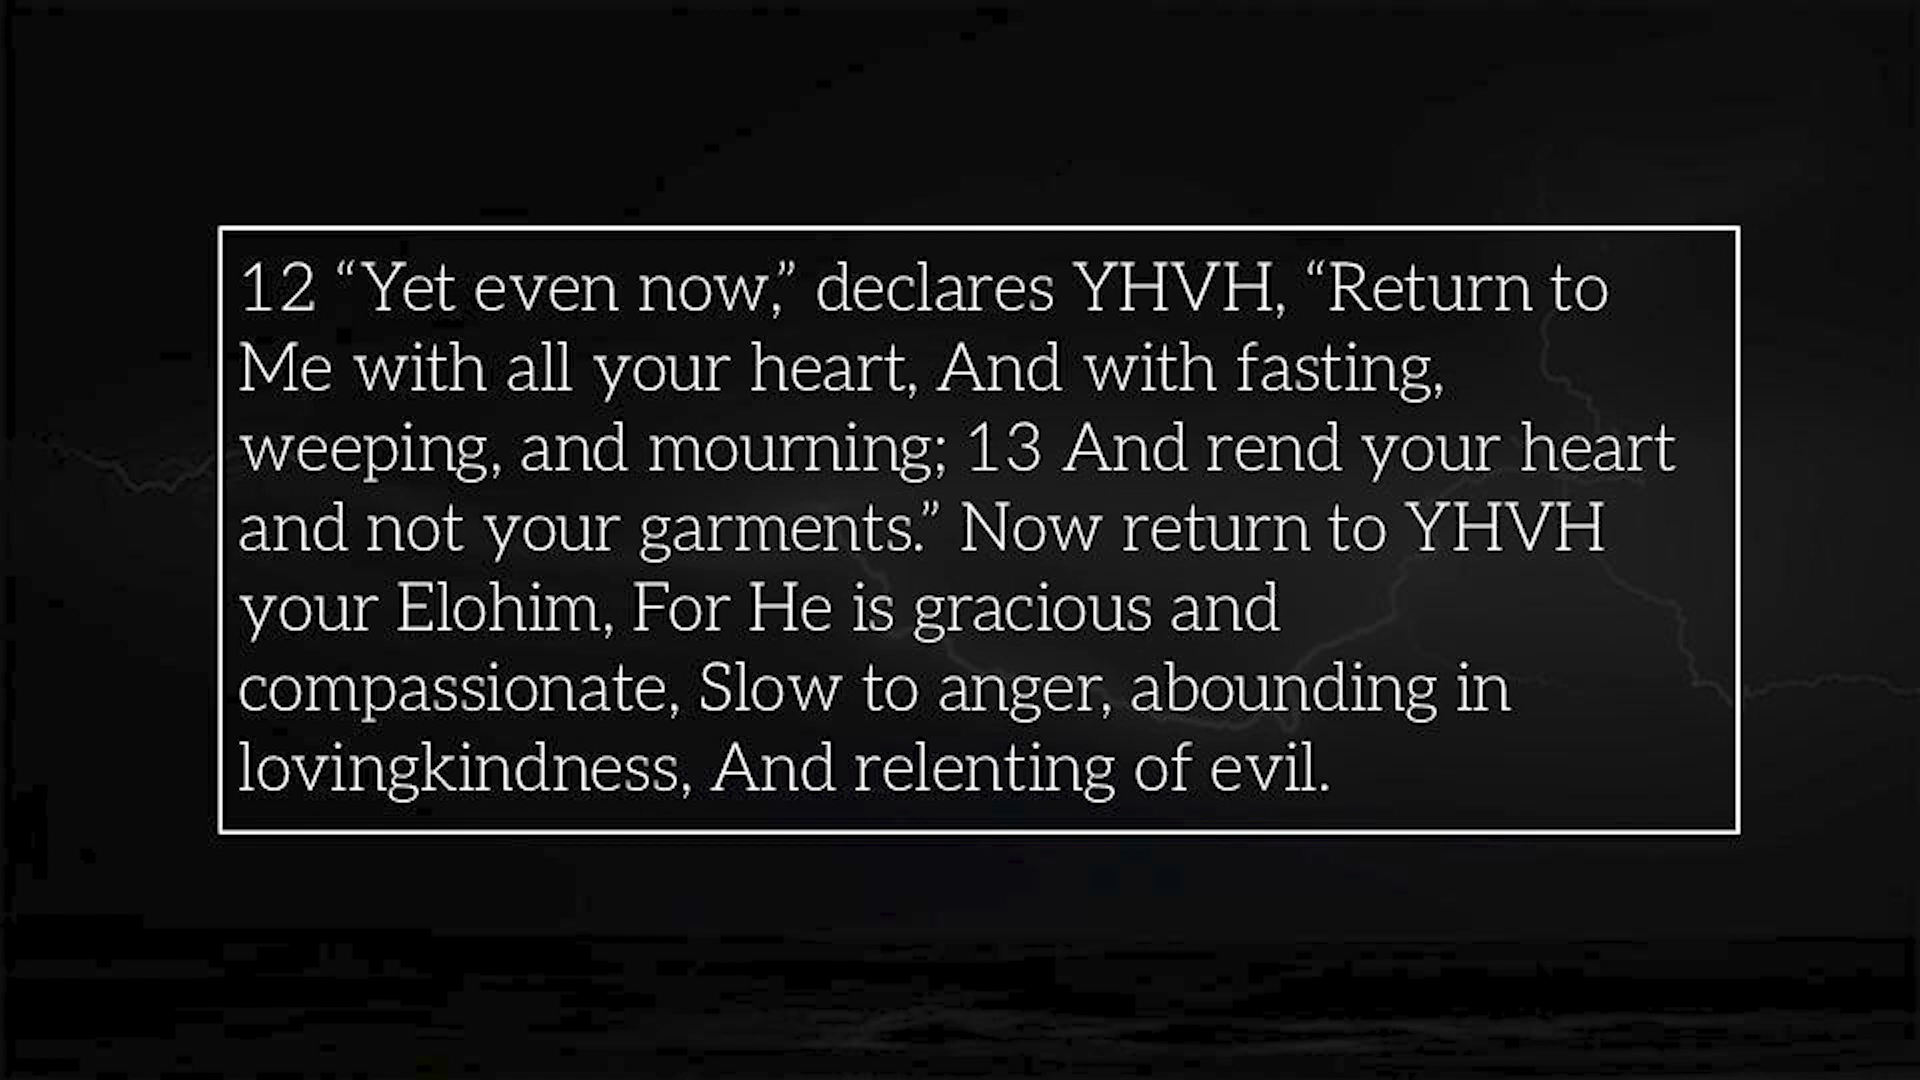 12 “Yet even now,” declares YHVH, “Return to
Me with all your heart, And with fasting,
weeping, and mourning; 13 And rend your heart
and not your garments.” Now return to YHVH
your Elohim, For He is gracious and
compassionate, Slow to anger, abounding in
lovingkindness, And relenting of evil.